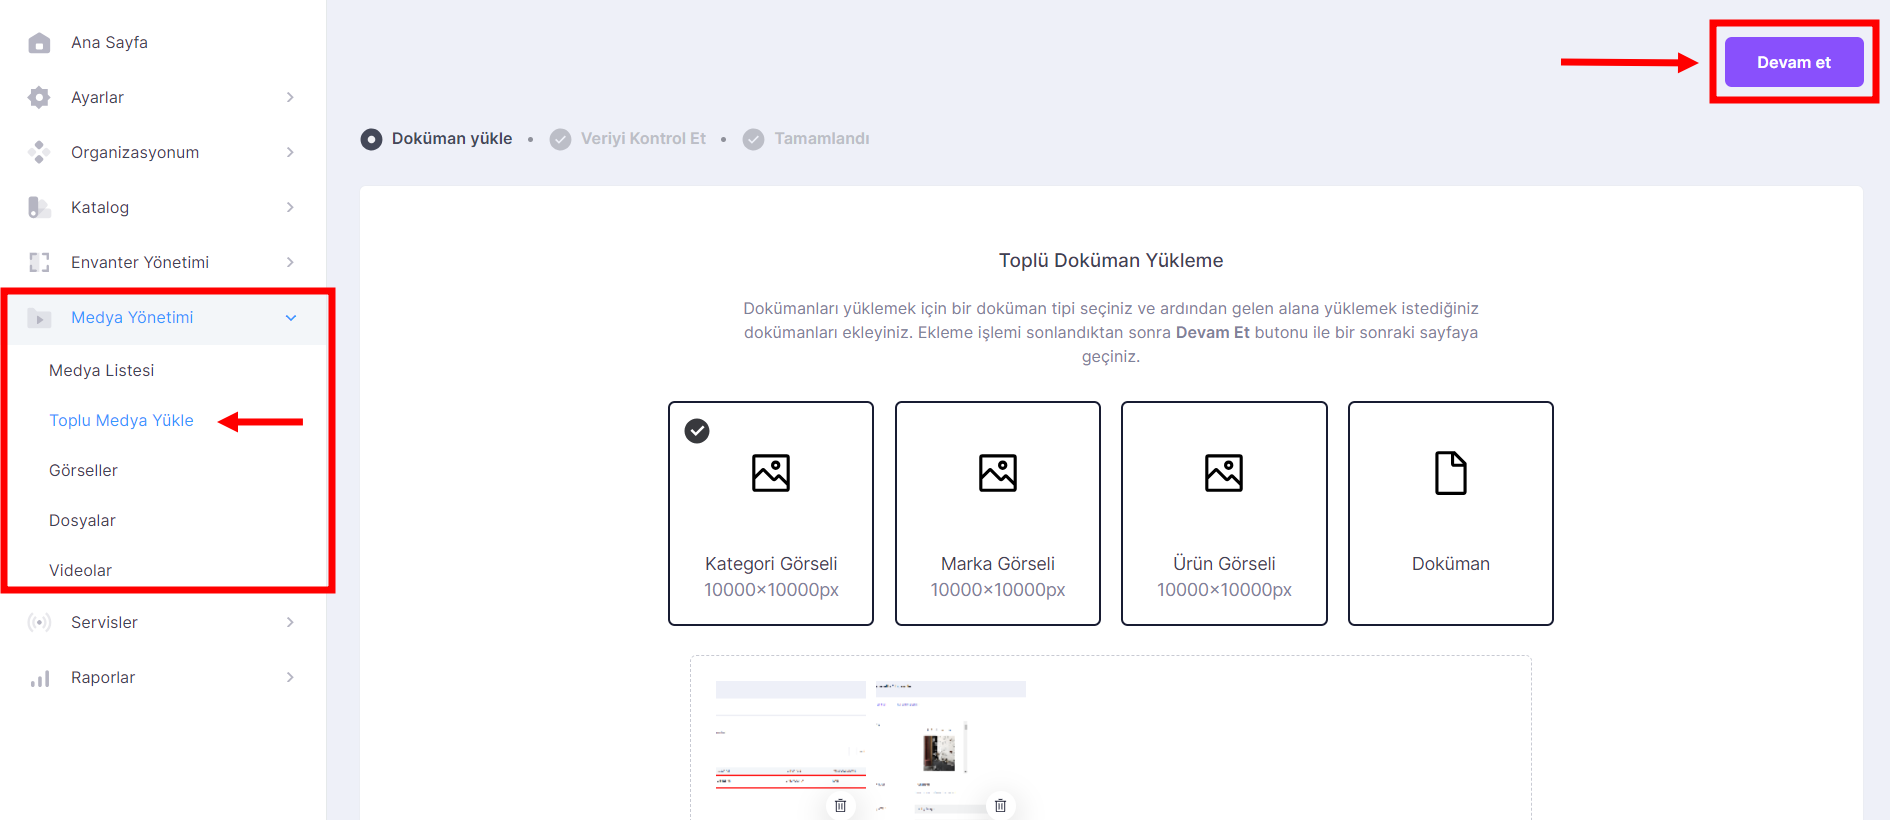 Ana Sayfa
Ayarlar
Organizasyonum
Katalog
Envanter Yönetimi
Medya Yönetimi
Medya Listesi
Toplu Medya Yükle
Görseller
Dosyalar
Videolar
Servisler
Raporlar
Devam et
Doküman yükle • Veriyi Kontrol Et • Tamamlandı
Toplü Doküman Yükleme
Dokümanları yüklemek için bir doküman tipi seçiniz ve ardından gelen alana yüklemek istediğiniz
dokümanları ekleyiniz. Ekleme işlemi sonlandıktan sonra Devam Et butonu ile bir sonraki sayfaya
geçiniz.
Kategori Görseli
10000×10000px
Marka Görseli
10000×10000px
Ürün Görseli
10000×10000px
Doküman